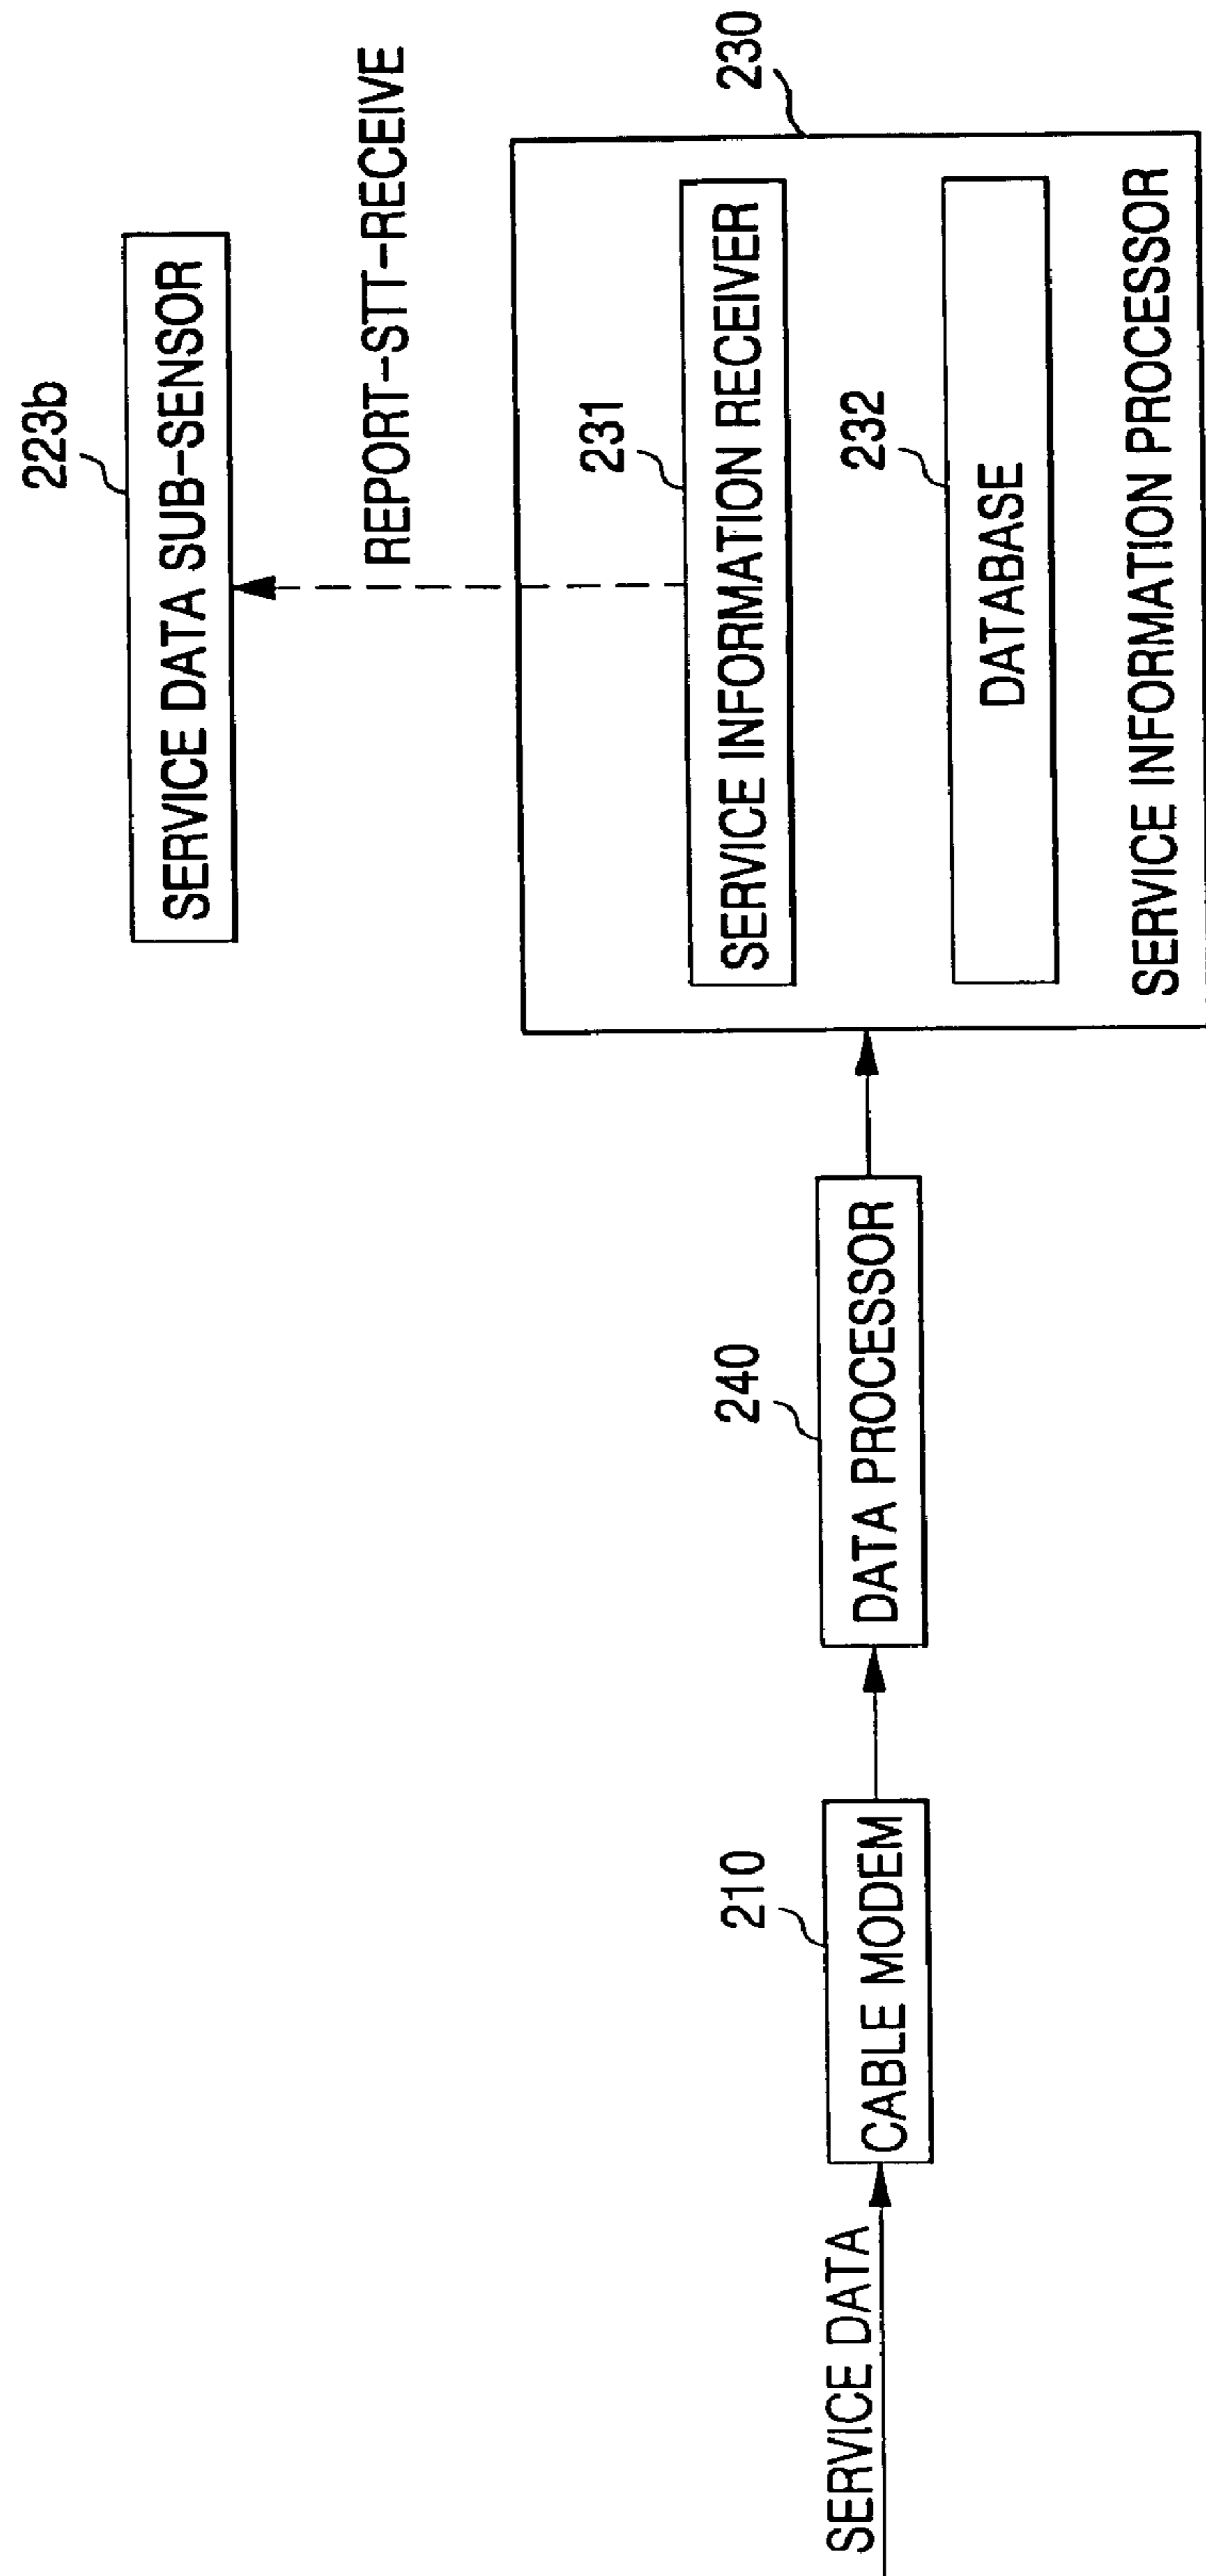 223b
SERVICE DATA SUB-SENSOR
REPORT-STT-RECEIVE
230
231
SERVICE INFORMATION RECEIVER
232
DATABASE
SERVICE INFORMATION PROCESSOR
240
DATA PROCESSOR
210
CABLE MODEM
SERVICE DATA